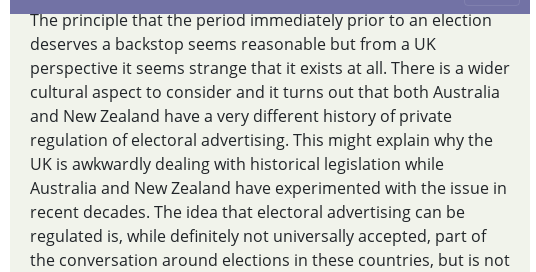 The principle that the period immediately prior to an election
deserves a backstop seems reasonable but from a UK
perspective it seems strange that it exists at all. There is a wider
cultural aspect to consider and it turns out that both Australia
and New Zealand have a very different history of private
regulation of electoral advertising. This might explain why the
UK is awkwardly dealing with historical legislation while
Australia and New Zealand have experimented with the issue in
recent decades. The idea that electoral advertising can be
regulated is, while definitely not universally accepted, part of
the conversation around elections in these countries, but is not